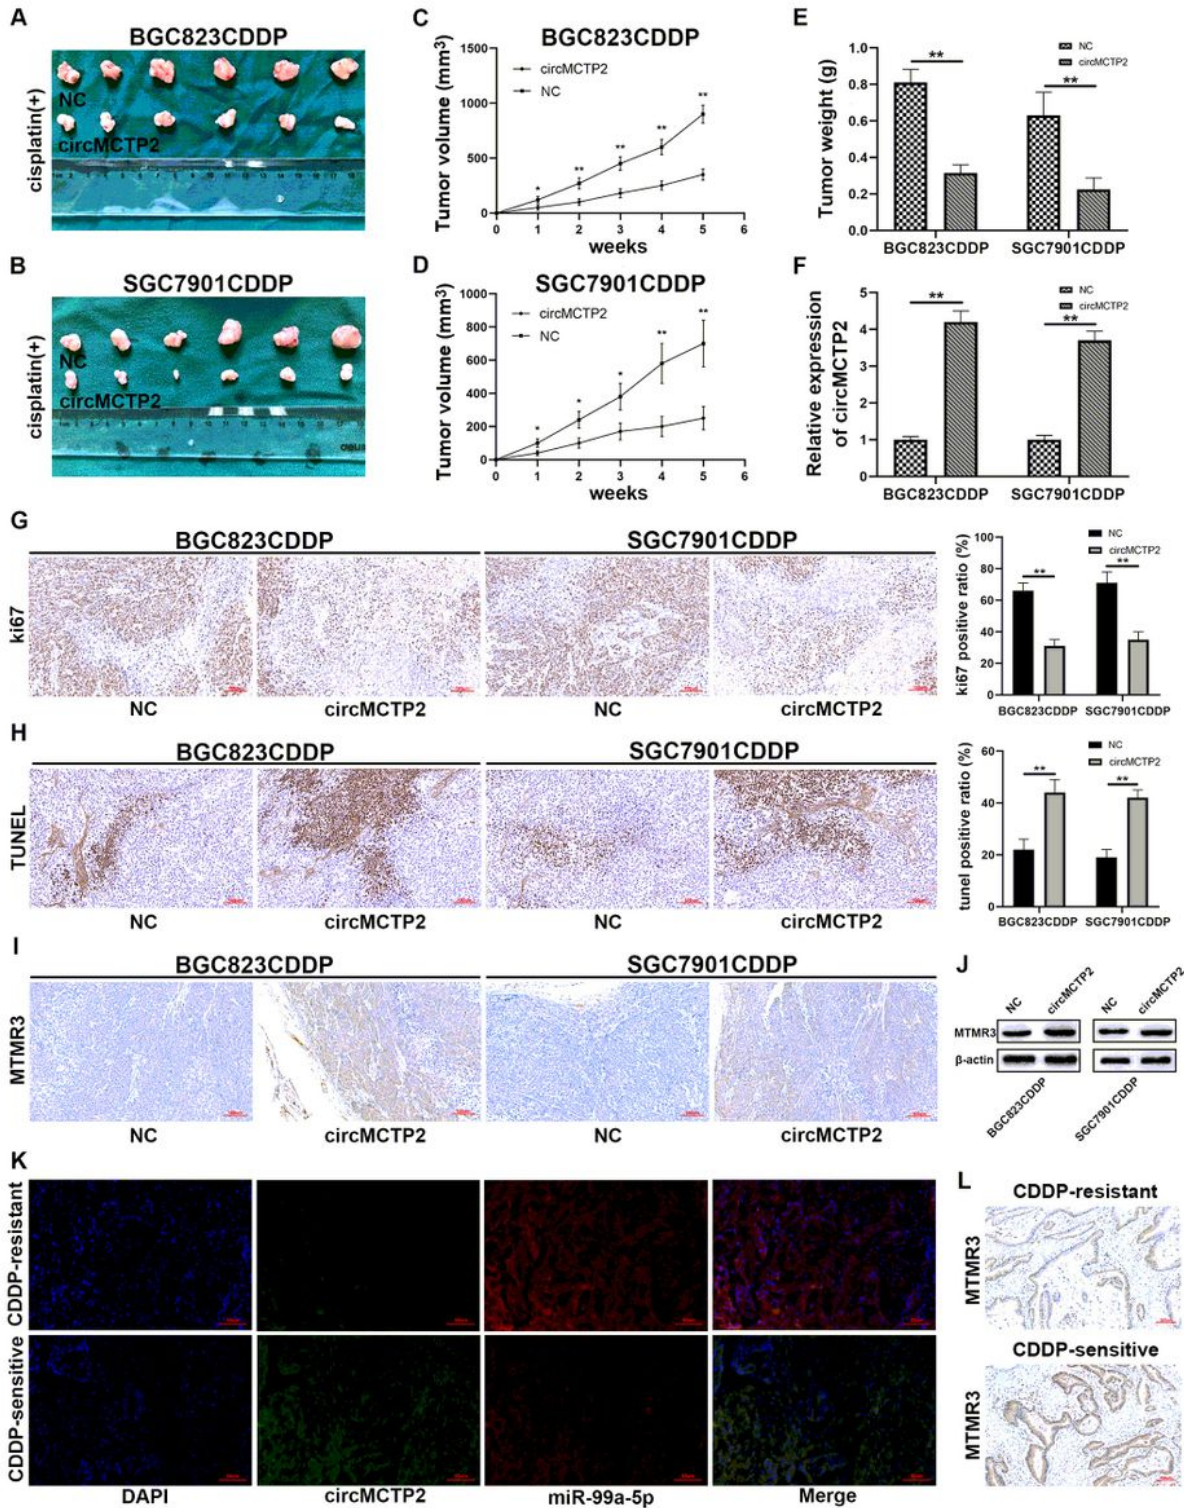 A
BGC823CDDP
cisplatin(+)
NC
circMCTP2
B
SGC7901CDDP
cisplatin(+)
NC
circMCTP2
C
BGC823CDDP
Tumor volume (mm³)
1500
1000
500
0
circMCTP2
NC
* ** ** ** **
0 1 2 3 4 5 6
weeks
D
SGC7901CDDP
Tumor volume (mm³)
1000
800
600
400
200
0
circMCTP2
NC
* * * ** **
0 1 2 3 4 5 6
weeks
E
Tumor weight (g)
1.0
0.8
0.6
0.4
0.2
0.0
NC
circMCTP2
** **
BGC823CDDP SGC7901CDDP
F
Relative expression
of circMCTP2
5
4
3
2
1
0
NC
circMCTP2
** **
BGC823CDDP SGC7901CDDP
G
BGC823CDDP SGC7901CDDP
ki67
NC circMCTP2 NC circMCTP2
ki67 positive ratio (%)
100
80
60
40
20
0
NC
circMCTP2
** **
BGC823CDDP SGC7901CDDP
H
BGC823CDDP SGC7901CDDP
TUNEL
NC circMCTP2 NC circMCTP2
tunel positive ratio (%)
60
40
20
0
NC
circMCTP2
** **
BGC823CDDP SGC7901CDDP
I
BGC823CDDP SGC7901CDDP
MTMR3
NC circMCTP2 NC circMCTP2
J
NC circMCTP2 NC circMCTP2
MTMR3
β-actin
BGC823CDDP SGC7901CDDP
K
CDDP-resistant
CDDP-sensitive
DAPI circMCTP2 miR-99a-5p Merge
L
CDDP-resistant
MTMR3
CDDP-sensitive
MTMR3